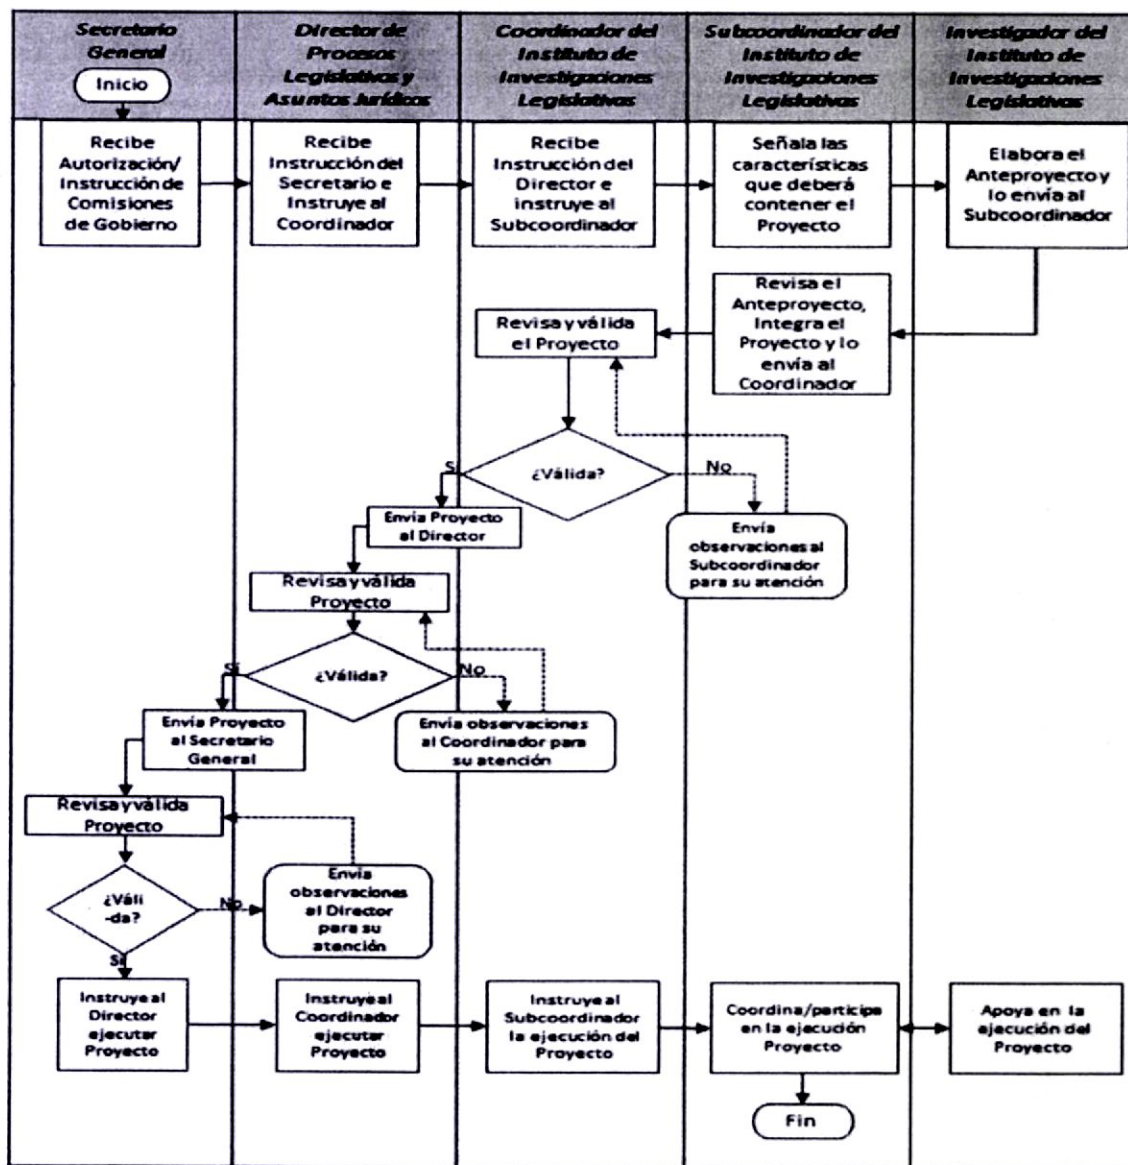 Secretario
General
Director de
Procesos
Legislativos y
Asuntos Jurídicos
Coordinador del
Instituto de
Investigaciones
Legislativas
Subcoordinador del
Instituto de
Investigaciones
Legislativas
Investigador del
Instituto de
Investigaciones
Legislativas
Inicio
Recibe
Autorización/
Instrucción de
Comisiones
de Gobierno
Recibe
Instrucción del
Secretario e
Instruye al
Coordinador
Recibe
Instrucción del
Director e
instruye al
Subcoordinador
Señala las
características
que deberá
contener el
Proyecto
Elabora el
Anteproyecto y
lo envía al
Subcoordinador
Revisa y válida
el Proyecto
Revisa el
Anteproyecto,
Integra el
Proyecto y lo
envía al
Coordinador
¿Válida?
Sí
No
Envía Proyecto
al Director
Envía
observaciones al
Subcoordinador
para su atención
Revisa y válida
Proyecto
¿Válida?
Sí
No
Envía Proyecto
al Secretario
General
Envía observaciones
al Coordinador para
su atención
Revisa y válida
Proyecto
¿Váli
-da?
No
Sí
Envía
observaciones
al Director
para su
atención
Instruye al
Director
ejecutar
Proyecto
Instruye al
Coordinador
ejecutar
Proyecto
Instruye al
Subcoordinador
la ejecución del
Proyecto
Coordina/participa
en la ejecución
Proyecto
Apoya en la
ejecución del
Proyecto
Fin